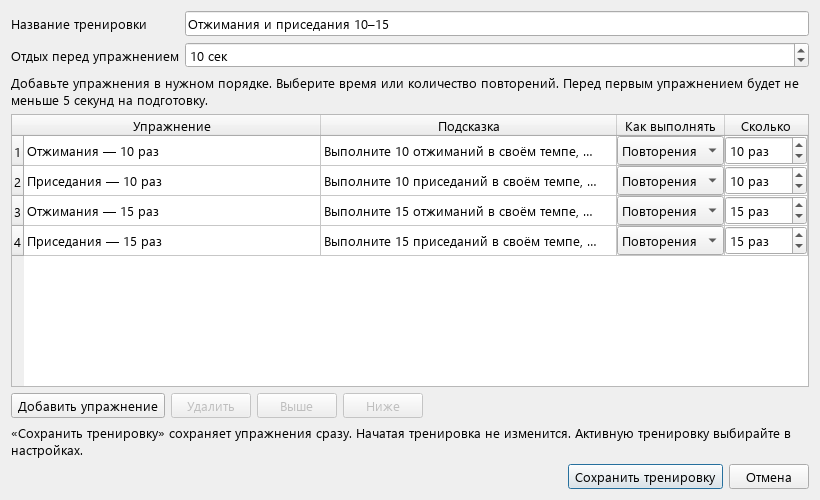 Название тренировки
Отжимания и приседания 10–15
Отдых перед упражнением
10 сек
Добавьте упражнения в нужном порядке. Выберите время или количество повторений. Перед первым упражнением будет не
меньше 5 секунд на подготовку.
Упражнение Подсказка Как выполнять Сколько
1 Отжимания — 10 раз Выполните 10 отжиманий в своём темпе, ... Повторения 10 раз
2 Приседания — 10 раз Выполните 10 приседаний в своём темпе, ... Повторения 10 раз
3 Отжимания — 15 раз Выполните 15 отжиманий в своём темпе, ... Повторения 15 раз
4 Приседания — 15 раз Выполните 15 приседаний в своём темпе, ... Повторения 15 раз
Добавить упражнение Удалить Выше Ниже
«Сохранить тренировку» сохраняет упражнения сразу. Начатая тренировка не изменится. Активную тренировку выбирайте в
настройках.
Сохранить тренировку Отмена